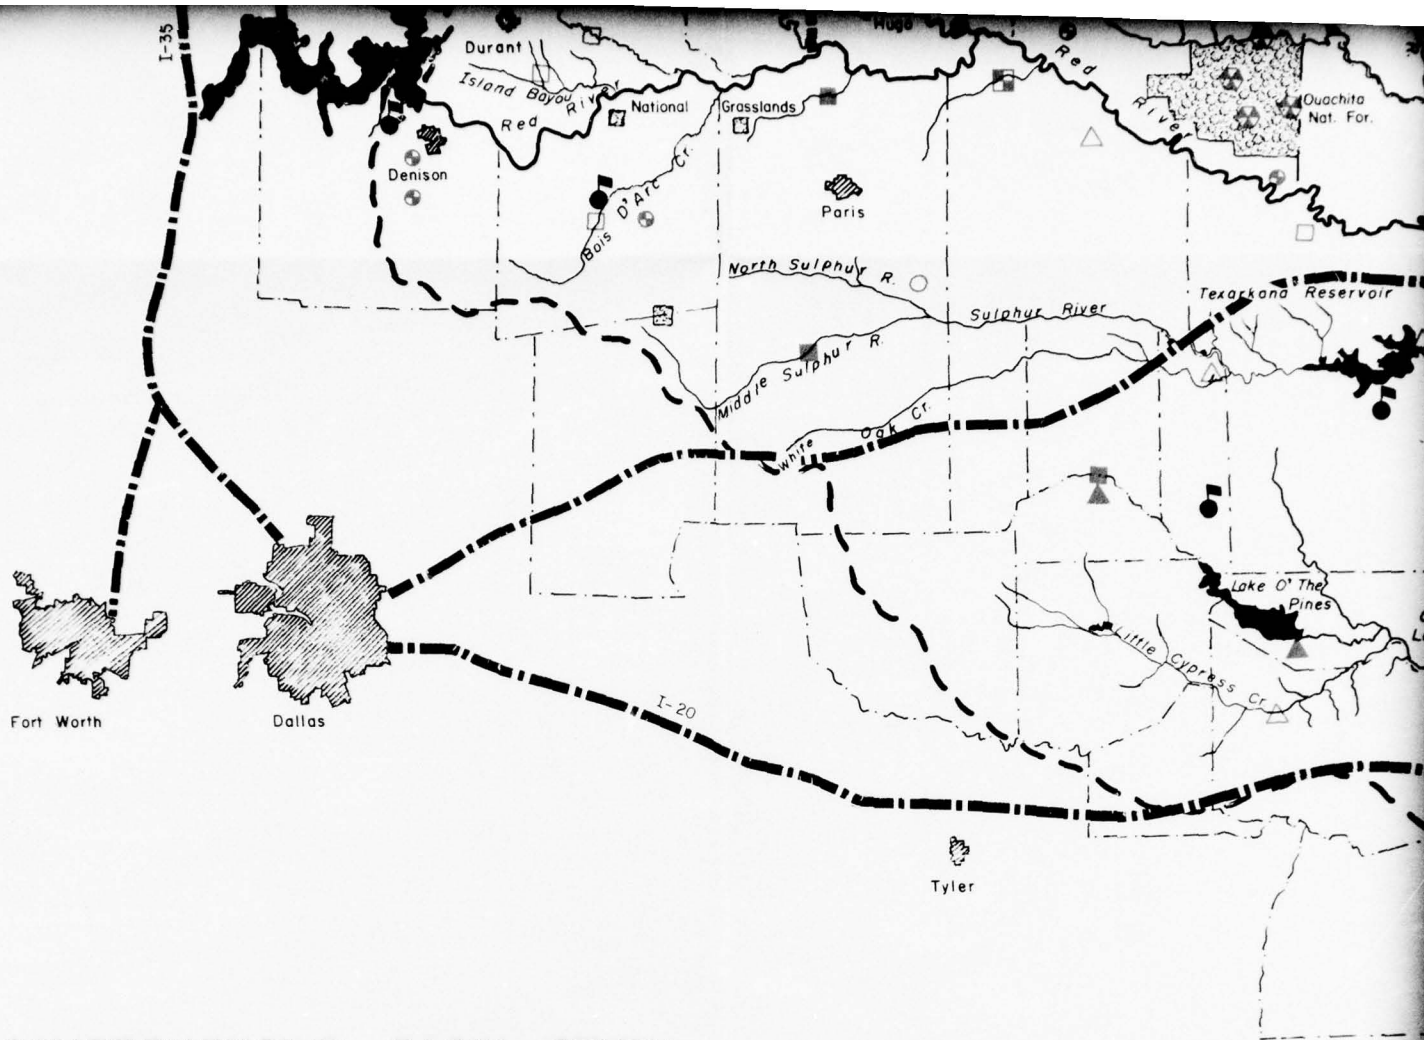 I-35
Hugo
Durant
Island Bayou
Red River
National Grasslands
Red River
Ouachita
Nat. For.
Denison
Bois D'Arc Cr.
Paris
North Sulphur R.
Sulphur River
Texarkana Reservoir
Middle Sulphur R.
White Oak Cr.
Lake O' The
Pines
Little Cypress Cr.
Fort Worth
Dallas
I-20
Tyler